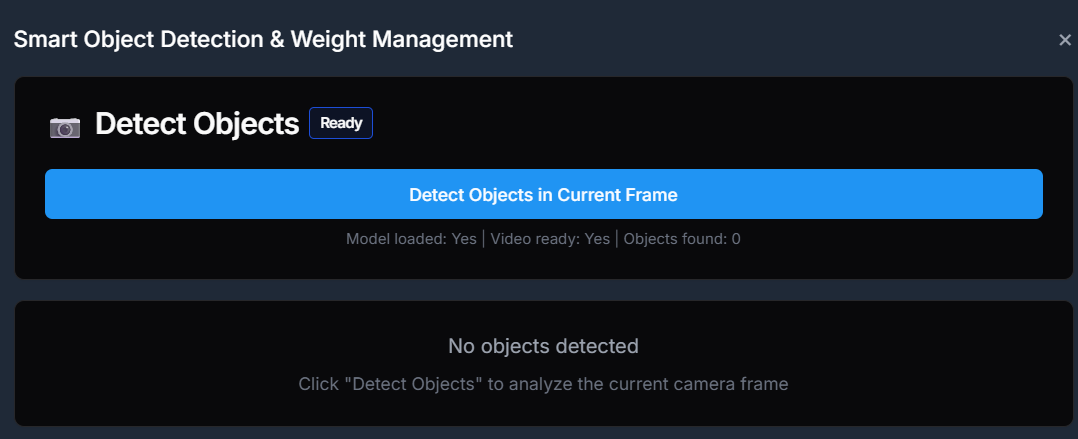 Smart Object Detection & Weight Management
×
Detect Objects
Ready
Detect Objects in Current Frame
Model loaded: Yes | Video ready: Yes | Objects found: 0
No objects detected
Click "Detect Objects" to analyze the current camera frame